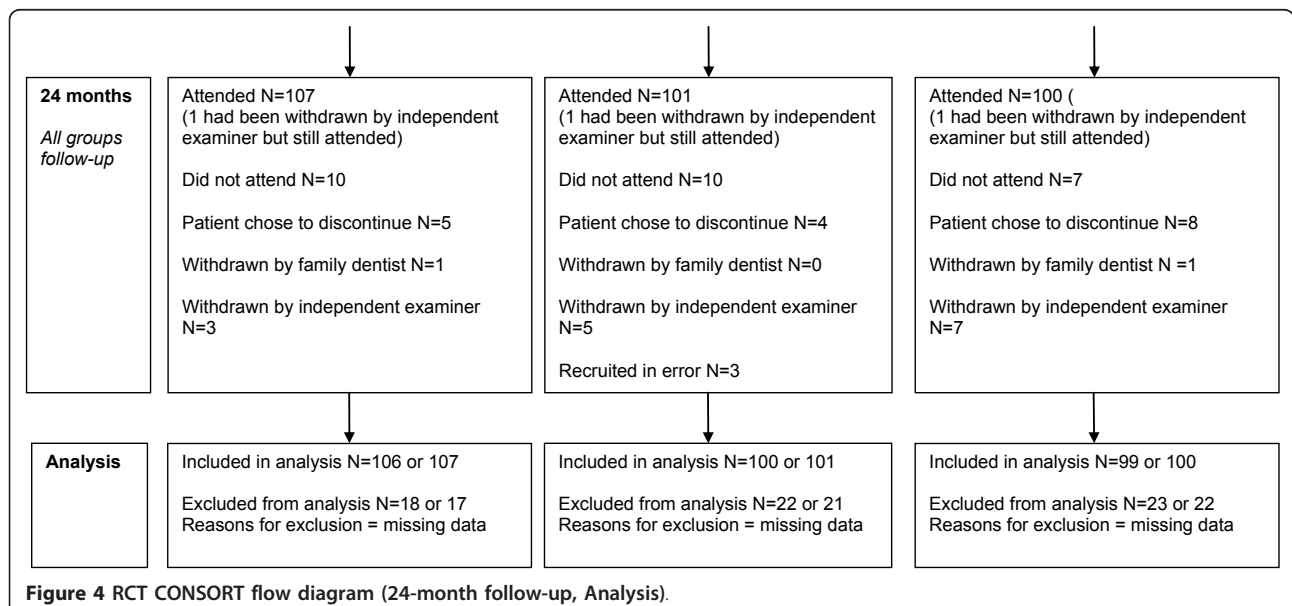 24 months
All groups
follow-up
Attended N=107
(1 had been withdrawn by independent
examiner but still attended)
Did not attend N=10
Patient chose to discontinue N=5
Withdrawn by family dentist N=1
Withdrawn by independent examiner
N=3
Attended N=101
(1 had been withdrawn by independent
examiner but still attended)
Did not attend N=10
Patient chose to discontinue N=4
Withdrawn by family dentist N=0
Withdrawn by independent examiner
N=5
Recruited in error N=3
Attended N=100 (
(1 had been withdrawn by independent
examiner but still attended)
Did not attend N=7
Patient chose to discontinue N=8
Withdrawn by family dentist N =1
Withdrawn by independent examiner
N=7
Analysis
Included in analysis N=106 or 107
Excluded from analysis N=18 or 17
Reasons for exclusion = missing data
Included in analysis N=100 or 101
Excluded from analysis N=22 or 21
Reasons for exclusion = missing data
Included in analysis N=99 or 100
Excluded from analysis N=23 or 22
Reasons for exclusion = missing data
Figure 4 RCT CONSORT flow diagram (24-month follow-up, Analysis).